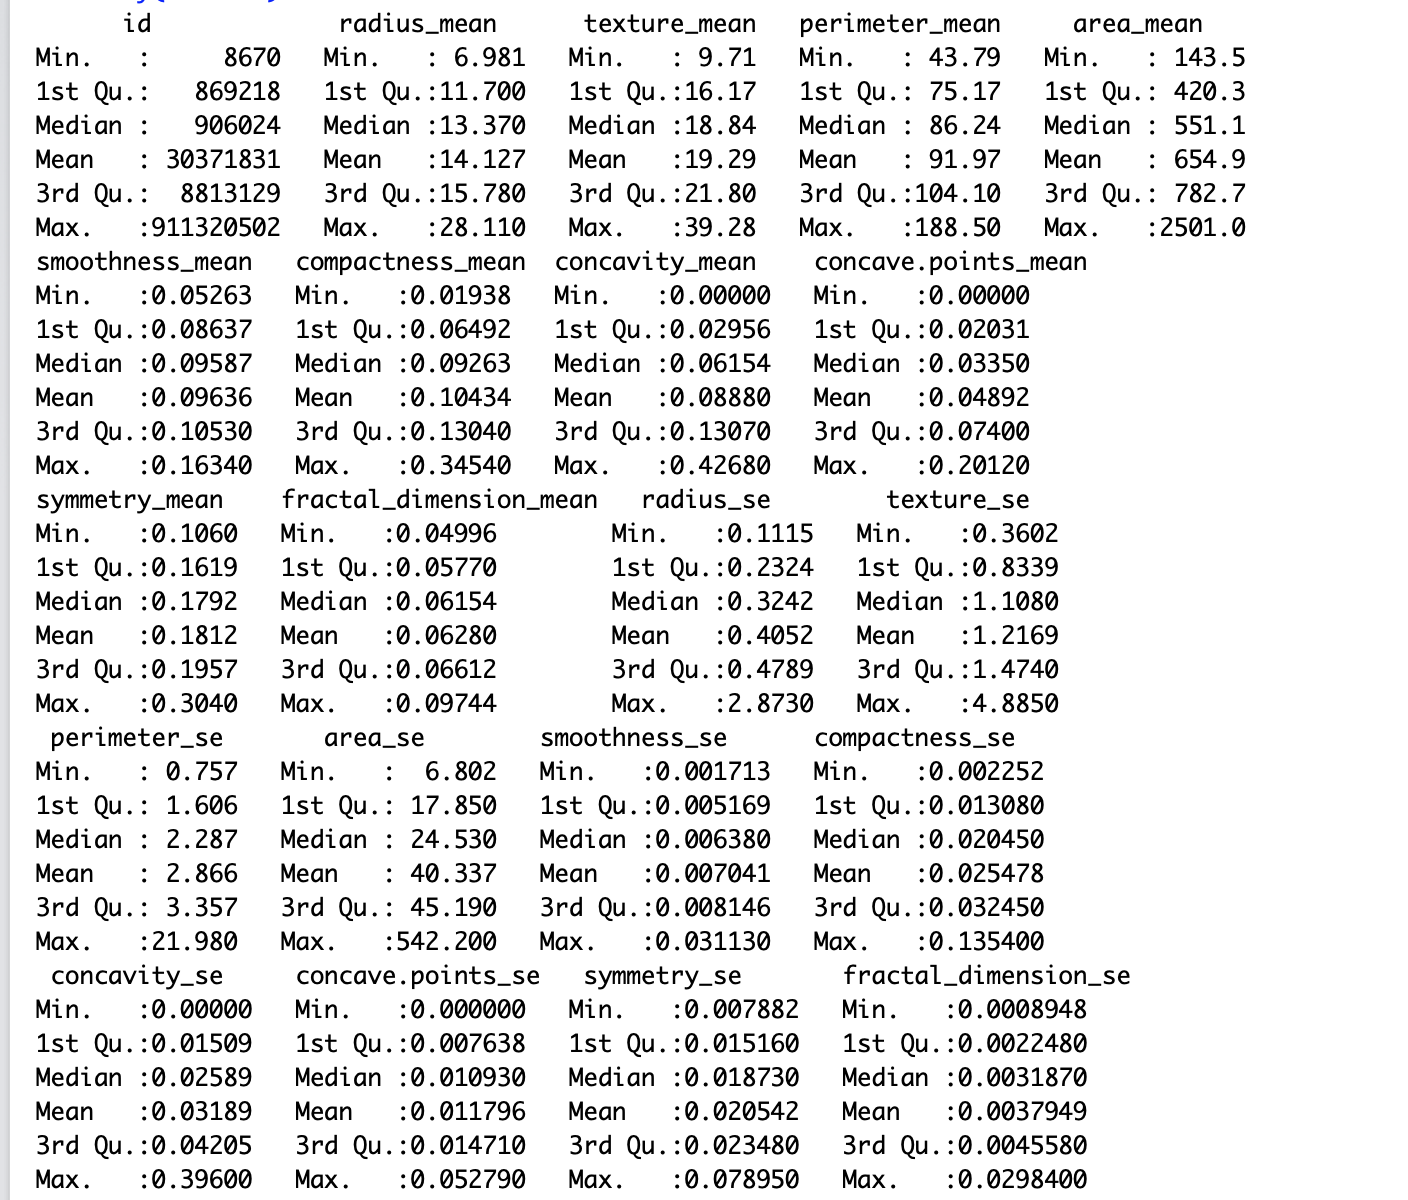 id radius_mean texture_mean perimeter_mean area_mean
Min. : 8670 Min. : 6.981 Min. : 9.71 Min. : 43.79 Min. : 143.5
1st Qu.: 869218 1st Qu.:11.700 1st Qu.:16.17 1st Qu.: 75.17 1st Qu.: 420.3
Median : 906024 Median :13.370 Median :18.84 Median : 86.24 Median : 551.1
Mean : 30371831 Mean :14.127 Mean :19.29 Mean : 91.97 Mean : 654.9
3rd Qu.: 8813129 3rd Qu.:15.780 3rd Qu.:21.80 3rd Qu.:104.10 3rd Qu.: 782.7
Max. :911320502 Max. :28.110 Max. :39.28 Max. :188.50 Max. :2501.0
smoothness_mean compactness_mean concavity_mean concave.points_mean
Min. :0.05263 Min. :0.01938 Min. :0.00000 Min. :0.00000
1st Qu.:0.08637 1st Qu.:0.06492 1st Qu.:0.02956 1st Qu.:0.02031
Median :0.09587 Median :0.09263 Median :0.06154 Median :0.03350
Mean :0.09636 Mean :0.10434 Mean :0.08880 Mean :0.04892
3rd Qu.:0.10530 3rd Qu.:0.13040 3rd Qu.:0.13070 3rd Qu.:0.07400
Max. :0.16340 Max. :0.34540 Max. :0.42680 Max. :0.20120
symmetry_mean fractal_dimension_mean radius_se texture_se
Min. :0.1060 Min. :0.04996 Min. :0.1115 Min. :0.3602
1st Qu.:0.1619 1st Qu.:0.05770 1st Qu.:0.2324 1st Qu.:0.8339
Median :0.1792 Median :0.06154 Median :0.3242 Median :1.1080
Mean :0.1812 Mean :0.06280 Mean :0.4052 Mean :1.2169
3rd Qu.:0.1957 3rd Qu.:0.06612 3rd Qu.:0.4789 3rd Qu.:1.4740
Max. :0.3040 Max. :0.09744 Max. :2.8730 Max. :4.8850
perimeter_se area_se smoothness_se compactness_se
Min. : 0.757 Min. : 6.802 Min. :0.001713 Min. :0.002252
1st Qu.: 1.606 1st Qu.: 17.850 1st Qu.:0.005169 1st Qu.:0.013080
Median : 2.287 Median : 24.530 Median :0.006380 Median :0.020450
Mean : 2.866 Mean : 40.337 Mean :0.007041 Mean :0.025478
3rd Qu.: 3.357 3rd Qu.: 45.190 3rd Qu.:0.008146 3rd Qu.:0.032450
Max. :21.980 Max. :542.200 Max. :0.031130 Max. :0.135400
concavity_se concave.points_se symmetry_se fractal_dimension_se
Min. :0.00000 Min. :0.000000 Min. :0.007882 Min. :0.0008948
1st Qu.:0.01509 1st Qu.:0.007638 1st Qu.:0.015160 1st Qu.:0.0022480
Median :0.02589 Median :0.010930 Median :0.018730 Median :0.0031870
Mean :0.03189 Mean :0.011796 Mean :0.020542 Mean :0.0037949
3rd Qu.:0.04205 3rd Qu.:0.014710 3rd Qu.:0.023480 3rd Qu.:0.0045580
Max. :0.39600 Max. :0.052790 Max. :0.078950 Max. :0.0298400